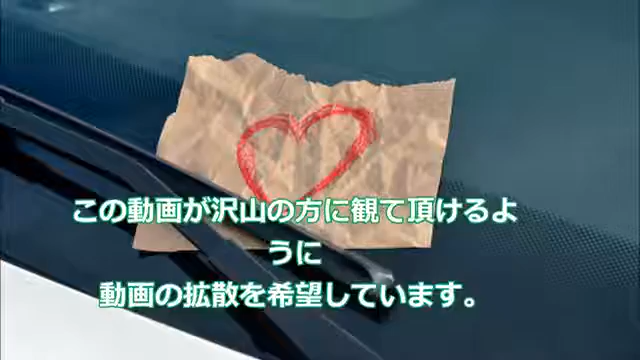 この動画が沢山の方に観て頂けるよ
うに
動画の拡散を希望しています。